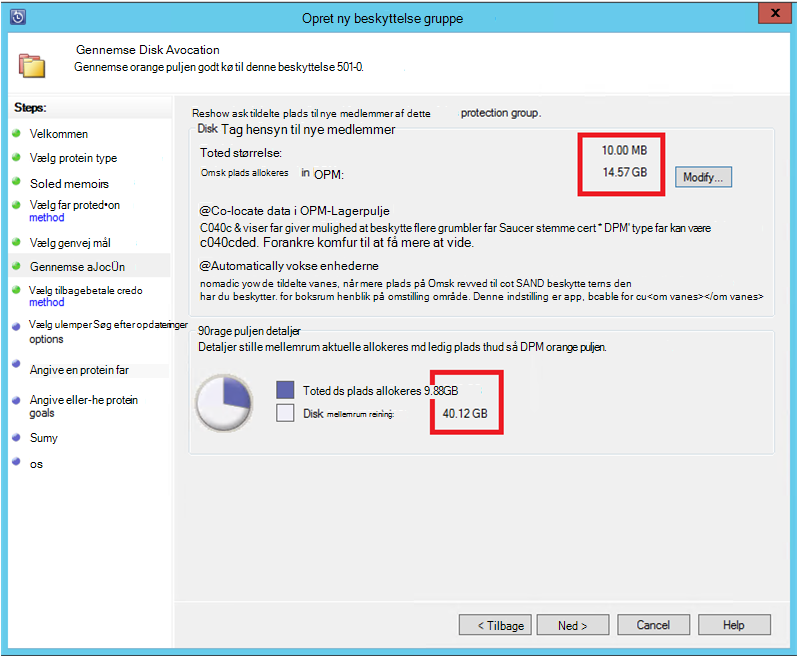 Opret ny beskyttelse gruppe
x
Gennemse Disk Avocation
Gennemse orange puljen godt kø til denne beskyttelse 501-0.
Steps:
Velkommen
Vælg protein type
Soled memoirs
Vælg far proted•on
method
Vælg genvej mål
Gennemse aJocÜn
Vælg tilbagebetale credo
method
Vælg ulemper Søg efter opdateringer
options
Angive en protein far
Angive eller-he protein
goals
Sumy
os
Reshow ask tildelte plads til nye medlemmer af dette protection group.
Disk Tag hensyn til nye medlemmer
Toted størrelse: 10.00 MB
Omsk plads allokeres in OPM: 14.57 GB
Modify...
@Co-locate data i OPM-Lagerpulje
C040c & viser far giver mulighed at beskytte flere grumbler far Saucer stemme cert * DPM' type far kan være
c040cded. Forankre komfur til at få mere at vide.
@Automatically vokse enhederne
nomadic yow de tildelte vanes, når mere plads på Omsk revved til cot SAND beskytte terns den
har du beskytter. for boksrum henblik på omstilling område. Denne indstilling er app, bcable for cu<om vanes></om vanes>
90rage puljen detaljer
Detaljer stille mellemrum aktuelle allokeres md ledig plads thud så DPM orange puljen.
Toted ds plads allokeres 9.88GB
Disk mellemrum reining: 40.12 GB
< Tilbage
Ned >
Cancel
Help